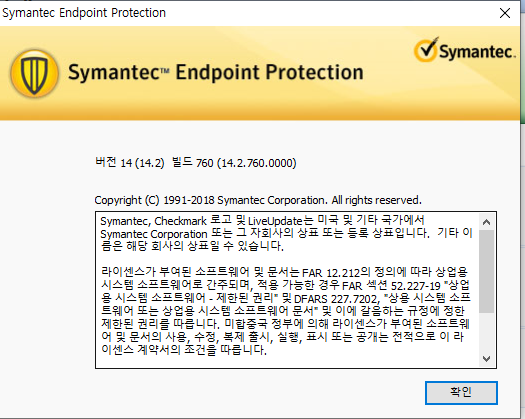 Symantec Endpoint Protection
Symantec™ Endpoint Protection
Symantec.
버전 14 (14.2) 빌드 760 (14.2.760.0000)
Copyright (C) 1991-2018 Symantec Corporation. All rights reserved.
Symantec, Checkmark 로고 및 LiveUpdate는 미국 및 기타 국가에서
Symantec Corporation 또는 그 자회사의 상표 또는 등록 상표입니다. 기타 이
름은 해당 회사의 상표일 수 있습니다.
라이센스가 부여된 소프트웨어 및 문서는 FAR 12.212의 정의에 따라 상업용
시스템 소프트웨어로 간주되며, 적용 가능한 경우 FAR 섹션 52.227-19 "상업
용 시스템 소프트웨어 - 제한된 권리" 및 DFARS 227.7202, "상용 시스템 소프
트웨어 또는 상업용 시스템 소프트웨어 문서" 및 이에 갈음하는 규정에 정한
제한된 권리를 따릅니다. 미합중국 정부에 의해 라이센스가 부여된 소프트웨
어 및 문서의 사용, 수정, 복제 출시, 실행, 표시 또는 공개는 전적으로 이 라
이센스 계약서의 조건을 따릅니다.
확인